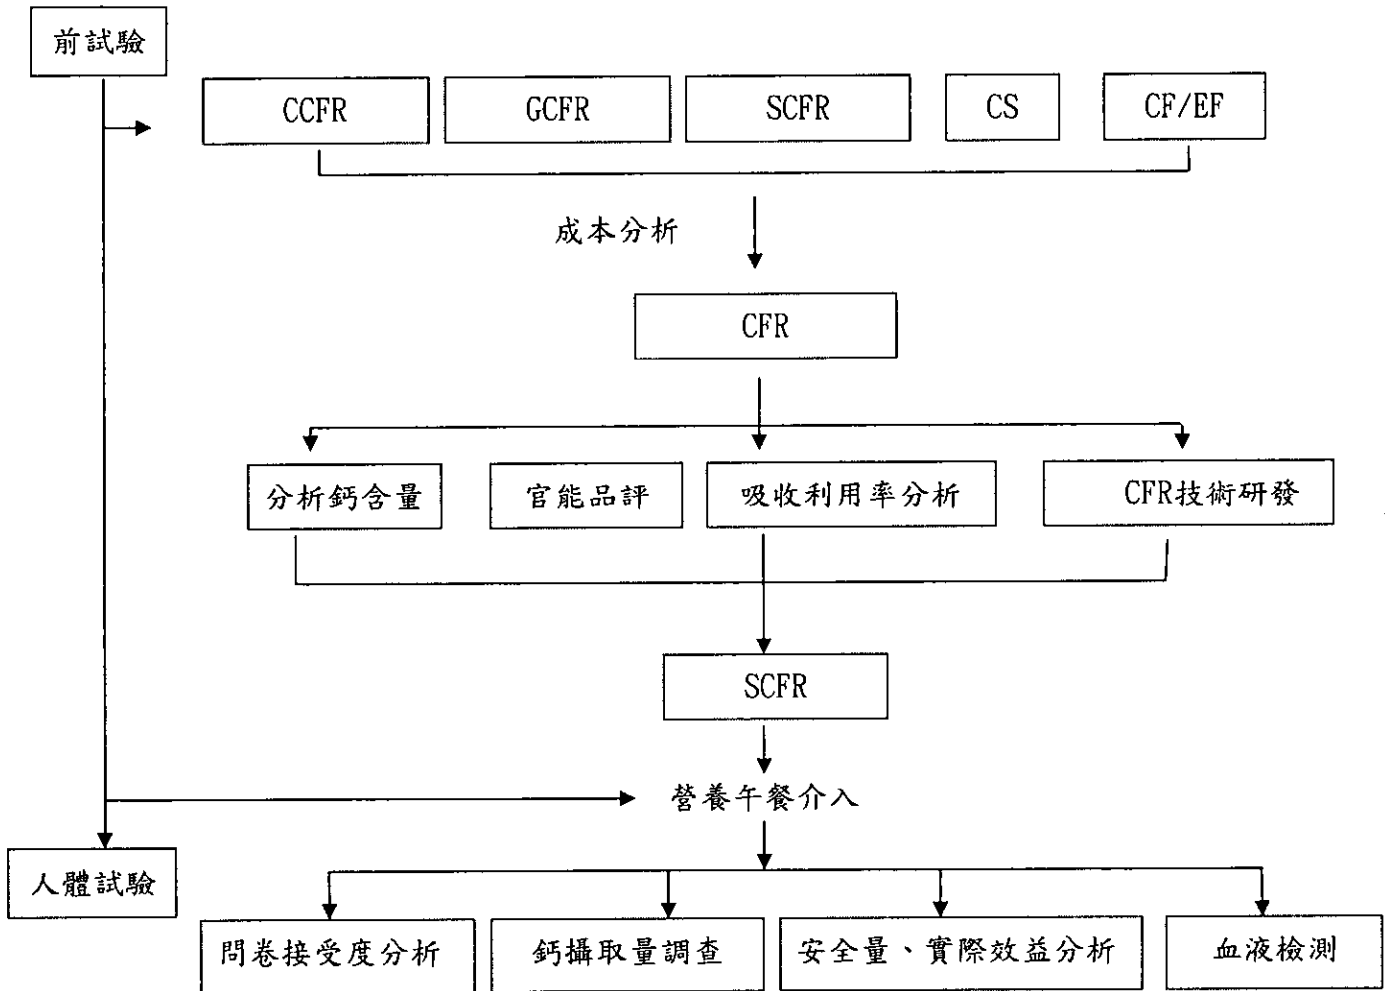 前試驗
CCFR
GCFR
SCFR
CS
CF/EF
成本分析
CFR
分析鈣含量
官能品評
吸收利用率分析
CFR技術研發
SCFR
營養午餐介入
人體試驗
問卷接受度分析
鈣攝取量調查
安全量、實際效益分析
血液檢測